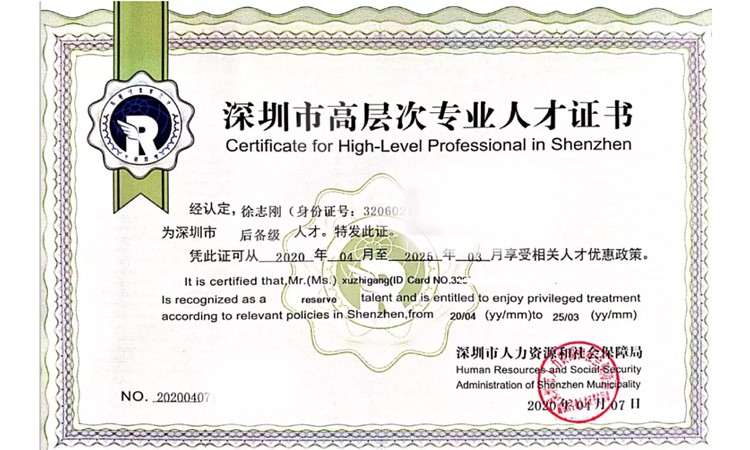 深圳市高层次专业人才证书
Certificate for High-Level Professional in Shenzhen
经认定，徐志刚（身份证号：320602
为深圳市 后备级 人才。特发此证。
凭此证可从 2020 年 04 月至 2025 年 03 月享受相关人才优惠政策。
It is certified that,Mr.(Ms.) xuzhigang(ID Card NO.32
Is recognized as a reserve talent and is entitled to enjoy privileged treatment
according to relevant policies in Shenzhen,from 20/04 (yy/mm)to 25/03 (yy/mm)
深圳市人力资源和社会保障局
Human Resources and Social Security
Administration of Shenzhen Municipality
NO. 20200407
2020年04月07日